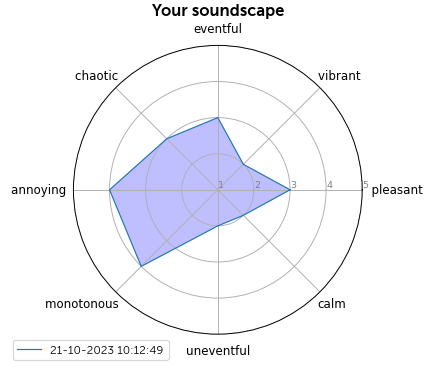 Your soundscape
eventful
chaotic
vibrant
annoying
1 2 3 4 5
pleasant
monotonous
calm
uneventful
21-10-2023 10:12:49